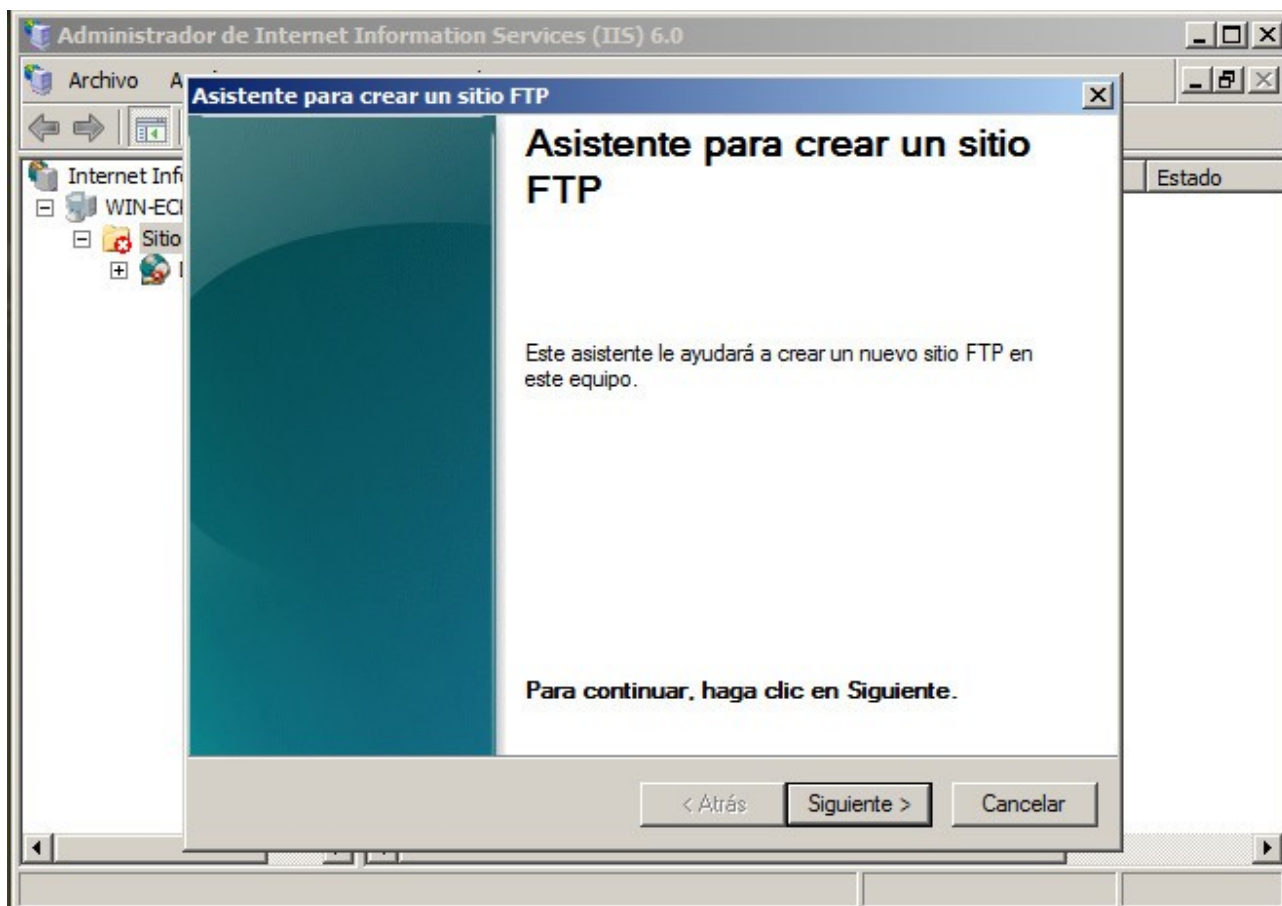 Administrador de Internet Information Services (IIS) 6.0
Archivo
Asistente para crear un sitio FTP
Asistente para crear un sitio
FTP
Internet Inf
Estado
WIN-ECI
Sitio
Este asistente le ayudará a crear un nuevo sitio FTP en
este equipo.
Para continuar, haga clic en Siguiente.
< Atrás
Siguiente >
Cancelar